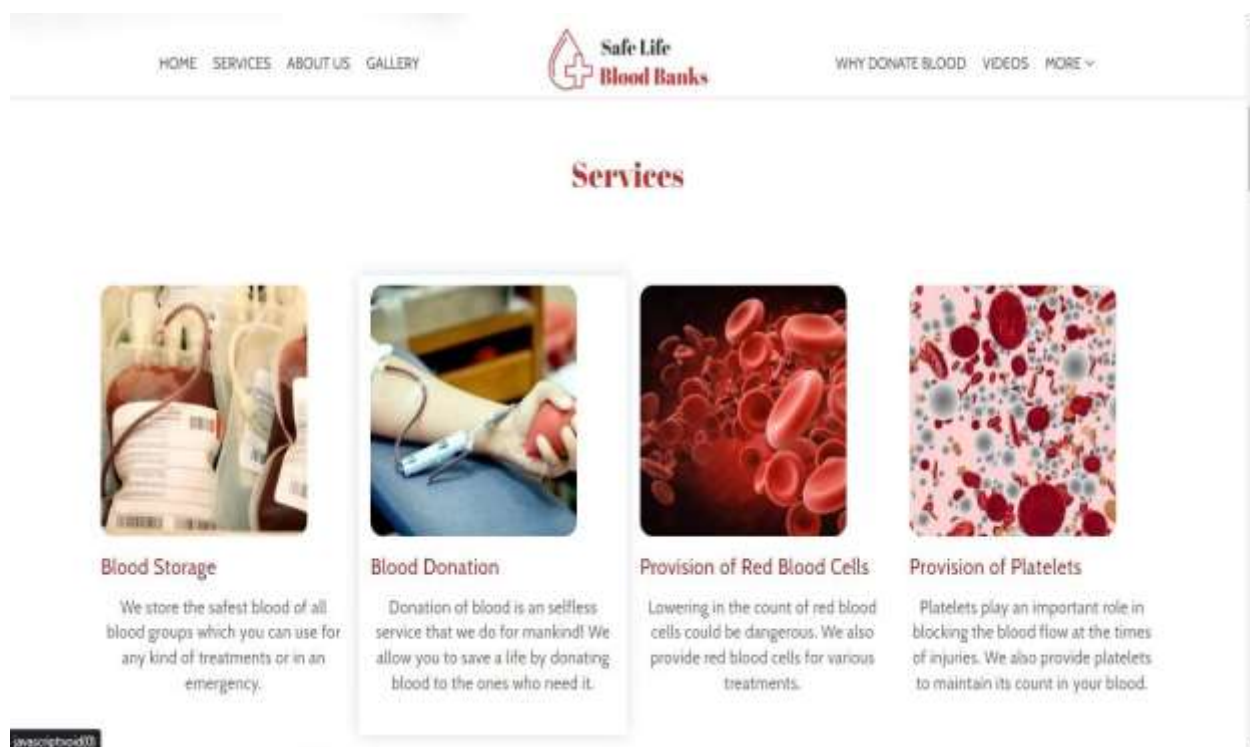 HOME SERVICES ABOUT US GALLERY
Safe Life
Blood Banks
WHY DONATE BLOOD VIDEOS MORE
Services
Blood Storage
We store the safest blood of all
blood groups which you can use for
any kind of treatments or in an
emergency.
Blood Donation
Donation of blood is an selfless
service that we do for mankind! We
allow you to save a life by donating
blood to the ones who need it.
Provision of Red Blood Cells
Lowering in the count of red blood
cells could be dangerous. We also
provide red blood cells for various
treatments.
Provision of Platelets
Platelets play an important role in
blocking the blood flow at the times
of injuries. We also provide platelets
to maintain its count in your blood.
javascript:void(0)